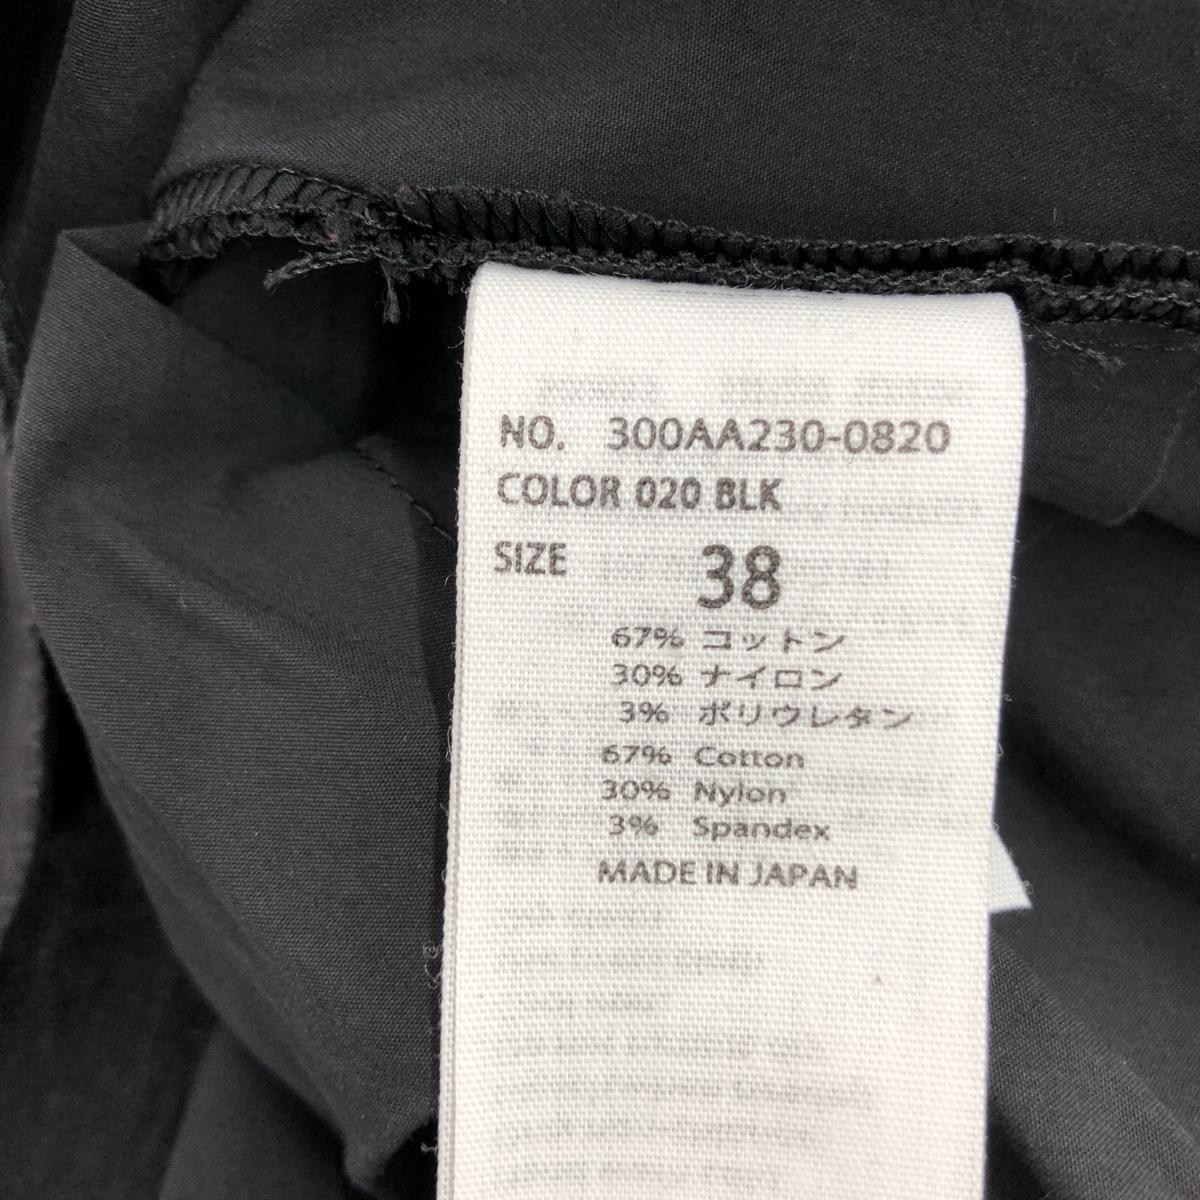 NO. 300AA230-0820
COLOR 020 BLK
SIZE 38
67% コットン
30% ナイロン
3% ポリウレタン
67% Cotton
30% Nylon
3% Spandex
MADE IN JAPAN